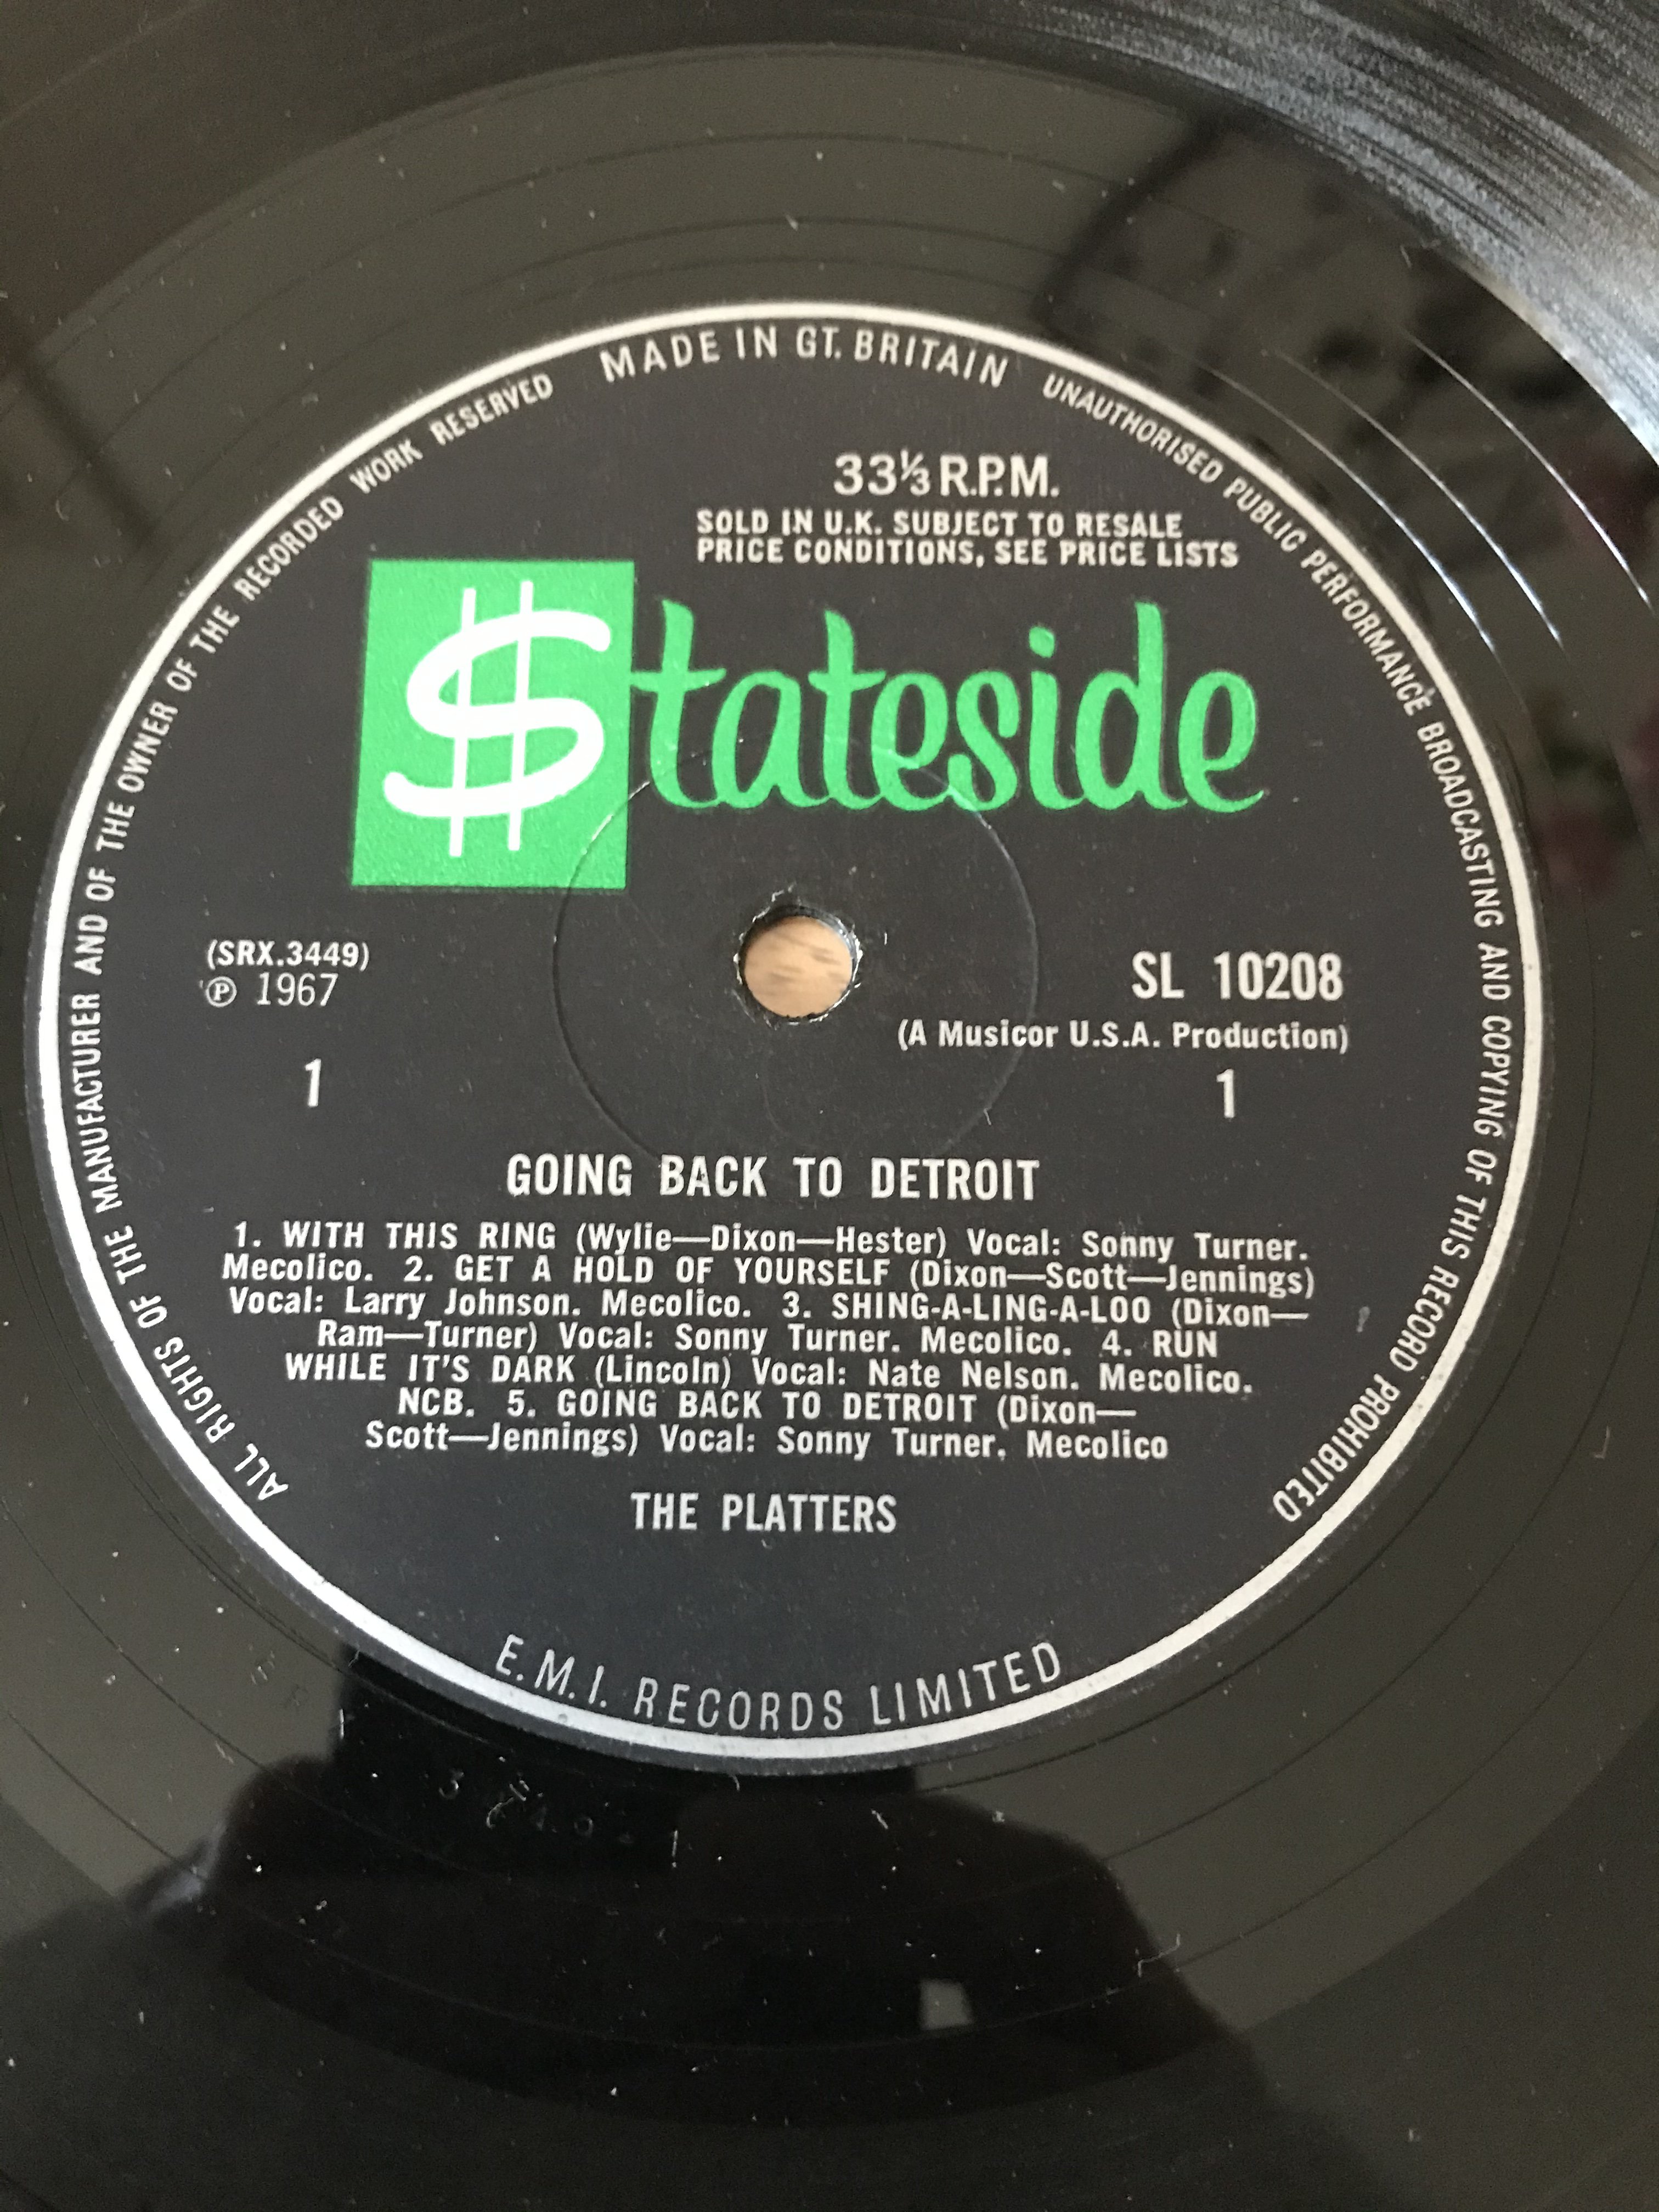 MADE IN GT. BRITAIN
UNAUTHORISED PUBLIC PERFORMANCE BROADCASTING AND COPYING OF THIS RECORD PROHIBITED
ALL RIGHTS OF THE MANUFACTURER AND OF THE OWNER OF THE RECORDED WORK RESERVED
33⅓ R.P.M.
SOLD IN U.K. SUBJECT TO RESALE
PRICE CONDITIONS, SEE PRICE LISTS
$tateside
(SRX.3449)
℗ 1967
SL 10208
(A Musicor U.S.A. Production)
1 1
GOING BACK TO DETROIT
1. WITH THIS RING (Wylie—Dixon—Hester) Vocal: Sonny Turner.
Mecolico. 2. GET A HOLD OF YOURSELF (Dixon—Scott—Jennings)
Vocal: Larry Johnson. Mecolico. 3. SHING-A-LING-A-LOO (Dixon—
Ram—Turner) Vocal: Sonny Turner. Mecolico. 4. RUN
WHILE IT'S DARK (Lincoln) Vocal: Nate Nelson. Mecolico.
NCB. 5. GOING BACK TO DETROIT (Dixon—
Scott—Jennings) Vocal: Sonny Turner. Mecolico
THE PLATTERS
E.M.I. RECORDS LIMITED